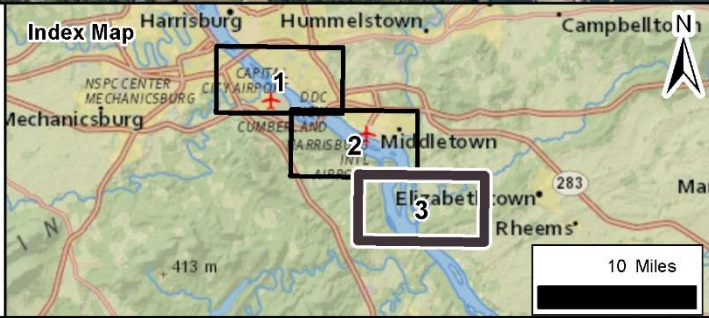 Harrisburg
Hummelstown
Campbelltown
N
Index Map
NSPC CENTER
MECHANICSBURG
CAPITAL
CITY AIRPORT
1
DDC
Mechanicsburg
CUMBERLAND
HARRISBURG
INTL
AIRPORT
2
Middletown
Elizabethtown
3
283
Rheems
413 m
10 Miles